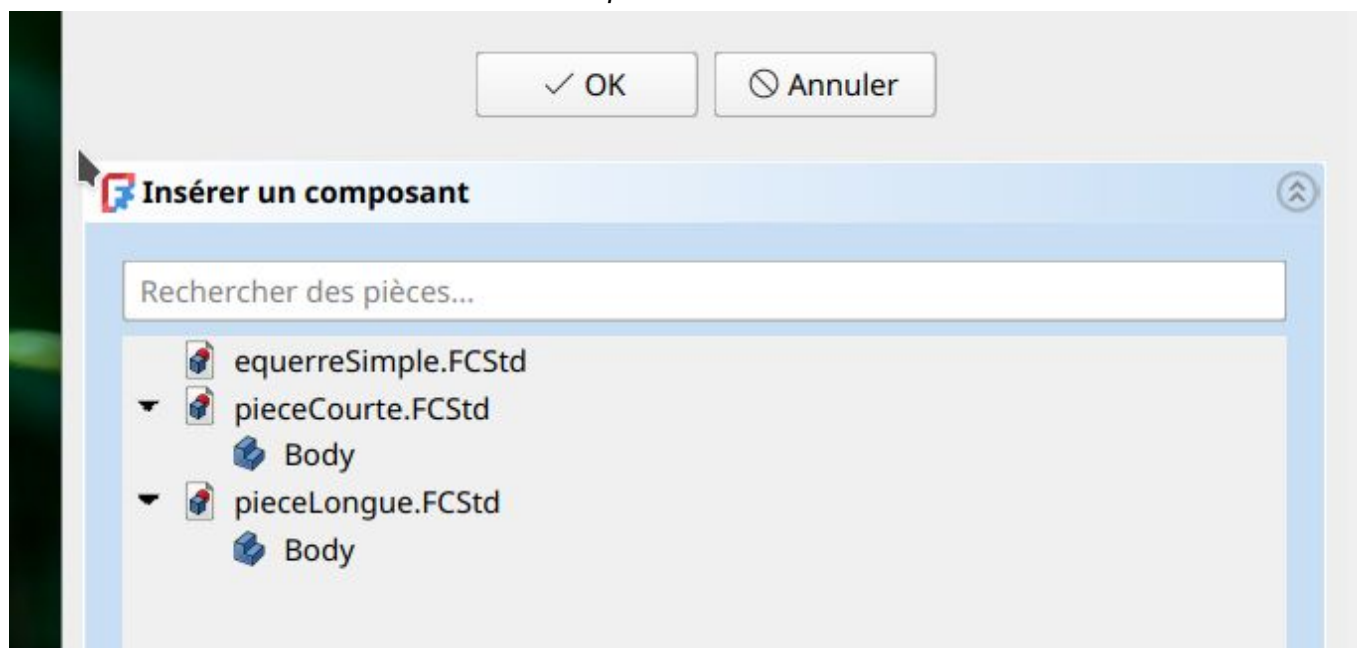 OK
Annuler
Insérer un composant
Rechercher des pièces...
equerreSimple.FCStd
pieceCourte.FCStd
Body
pieceLongue.FCStd
Body